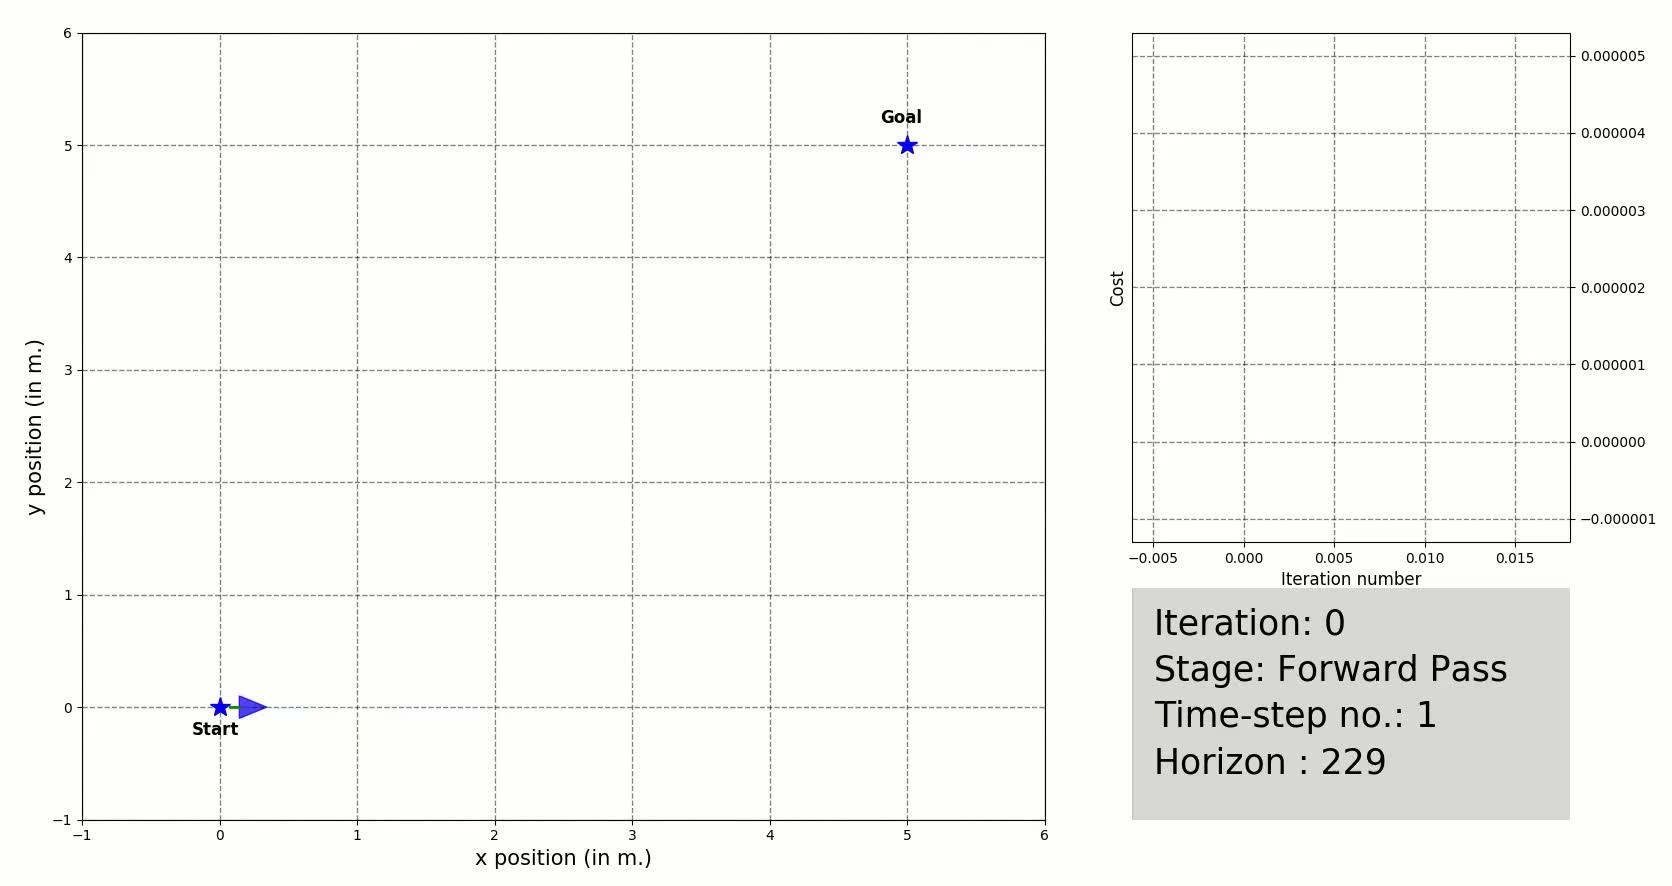 6
5
4
3
2
1
0
−1
y position (in m.)
−1 0 1 2 3 4 5 6
x position (in m.)
Goal
Start
0.000005
0.000004
0.000003
0.000002
0.000001
0.000000
−0.000001
Cost
−0.005 0.000 0.005 0.010 0.015
Iteration number
Iteration: 0
Stage: Forward Pass
Time-step no.: 1
Horizon : 229